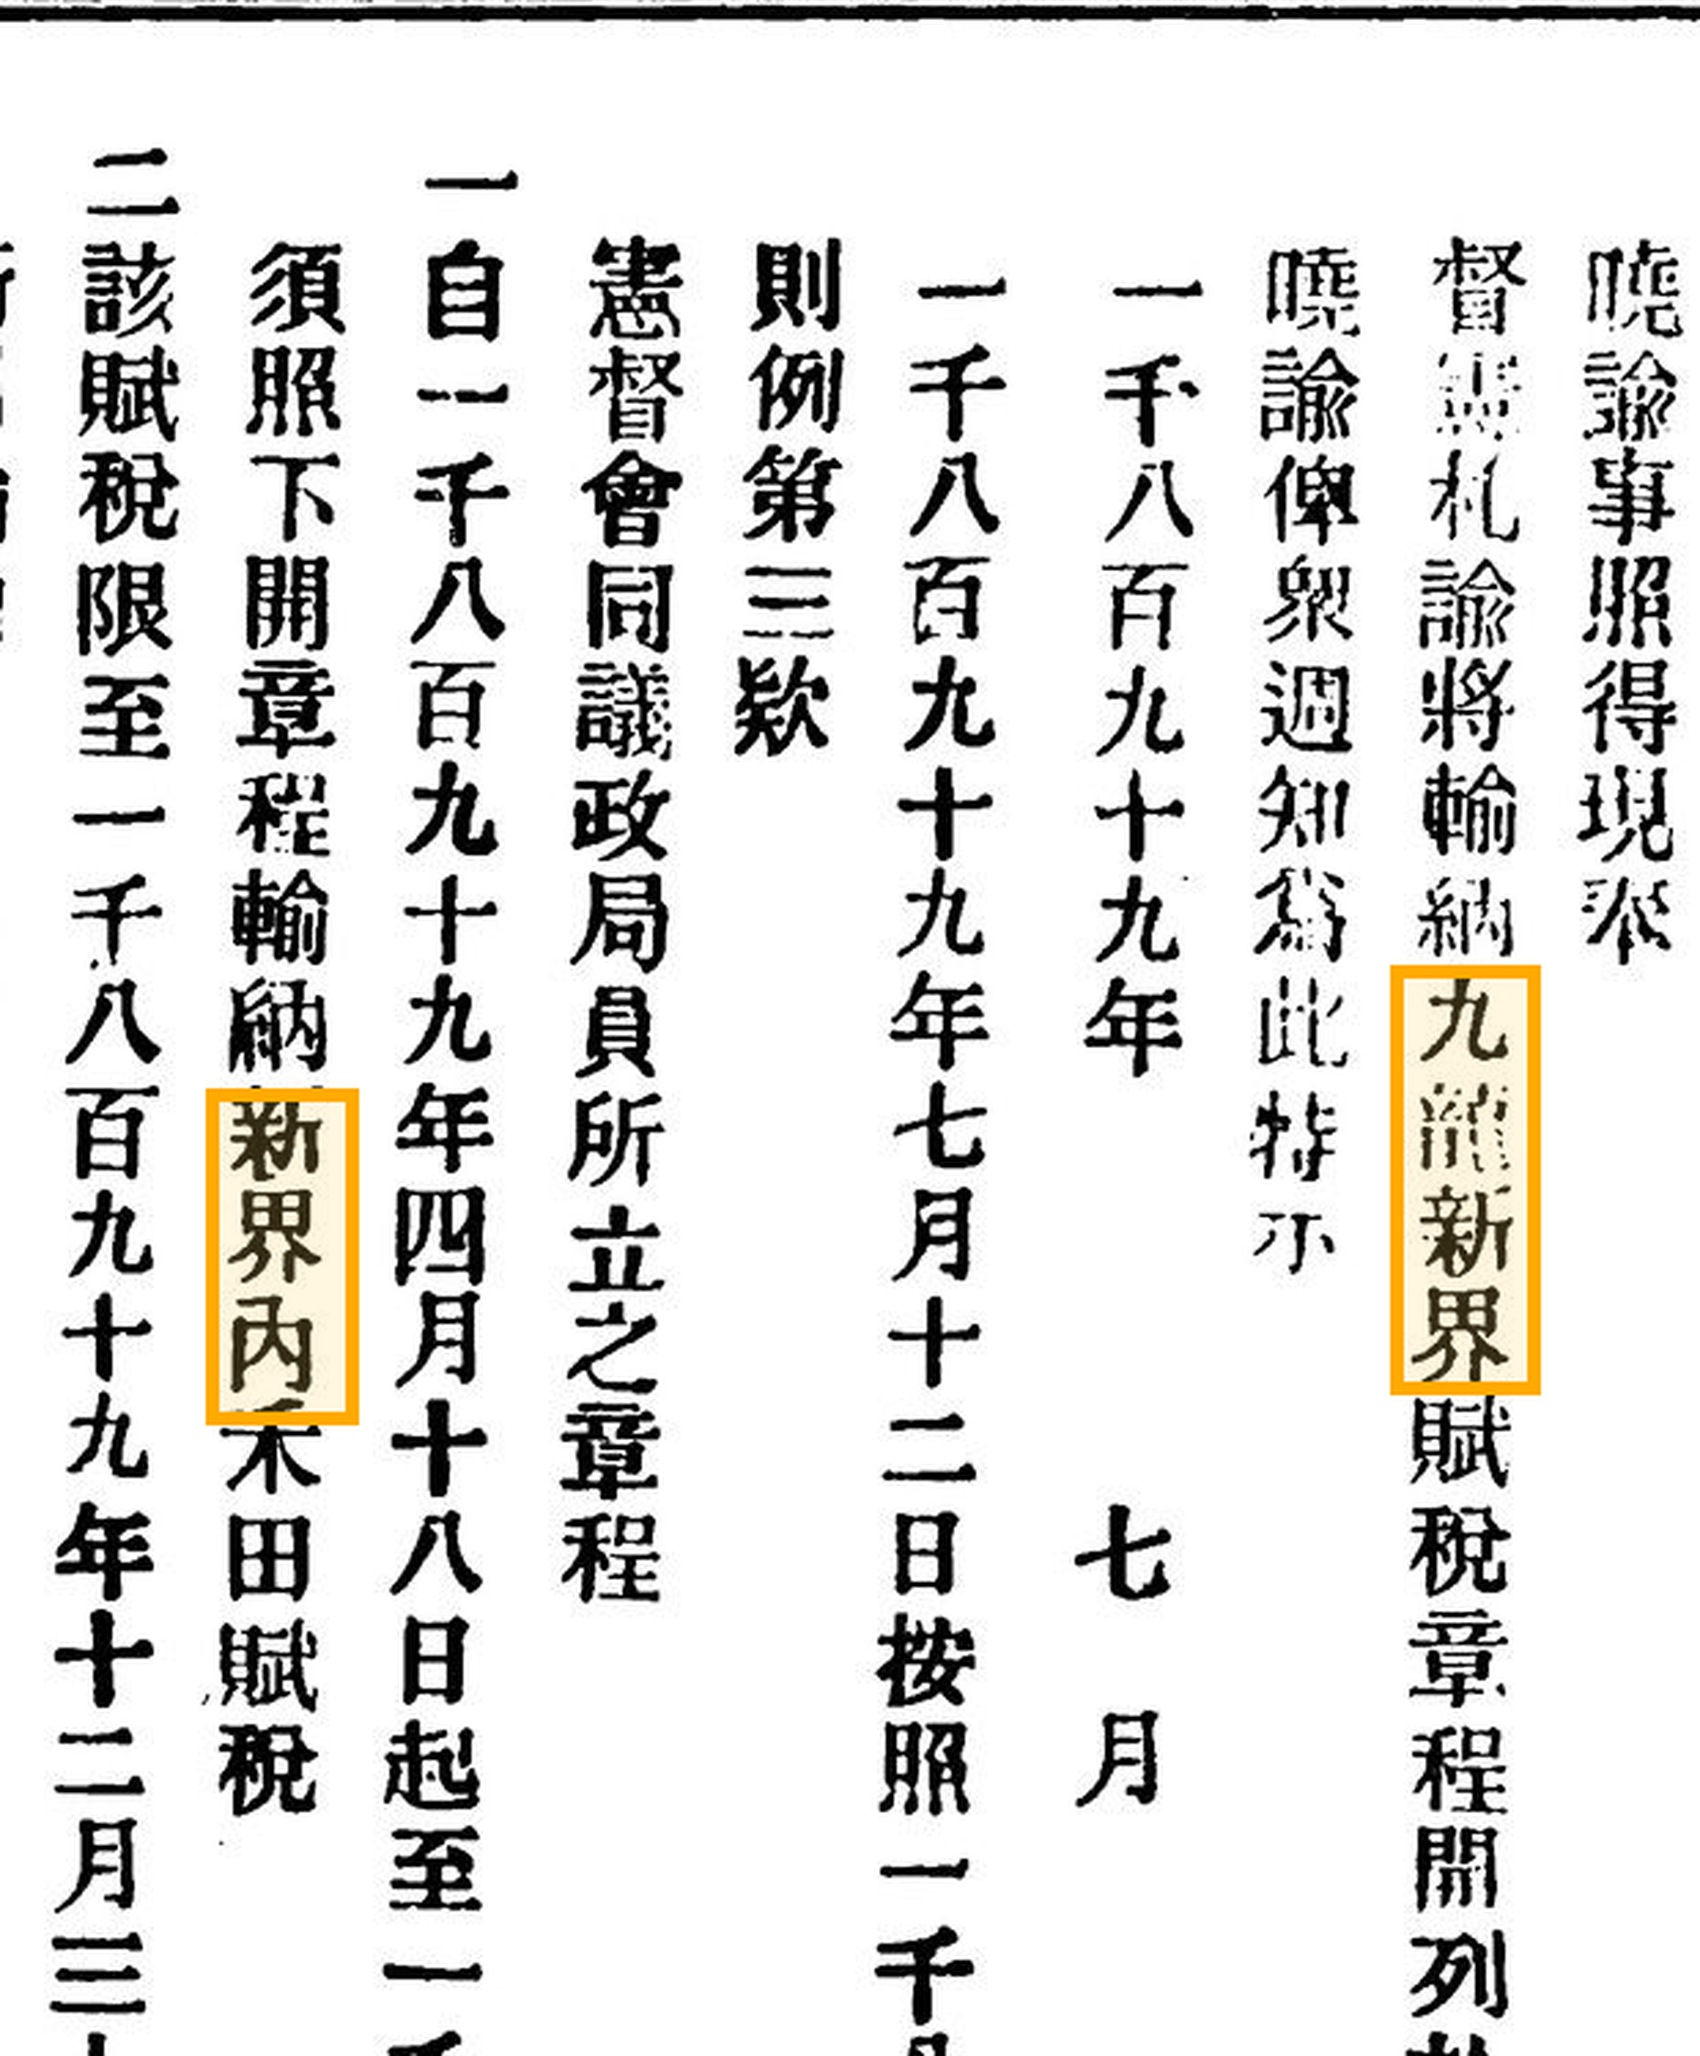 曉諭事照得現奉
督憲札諭將輸納九龍新界賦稅章程開列
曉諭俾衆週知爲此特示
一千八百九十九年 七 月
一千八百九十九年七月十二日按照一千
則例第三欵
憲督會同議政局員所立之章程
一自一千八百九十九年四月十八日起至一
須照下開章程輸納新界內禾田賦稅
二該賦稅限至一千八百九十九年十二月三